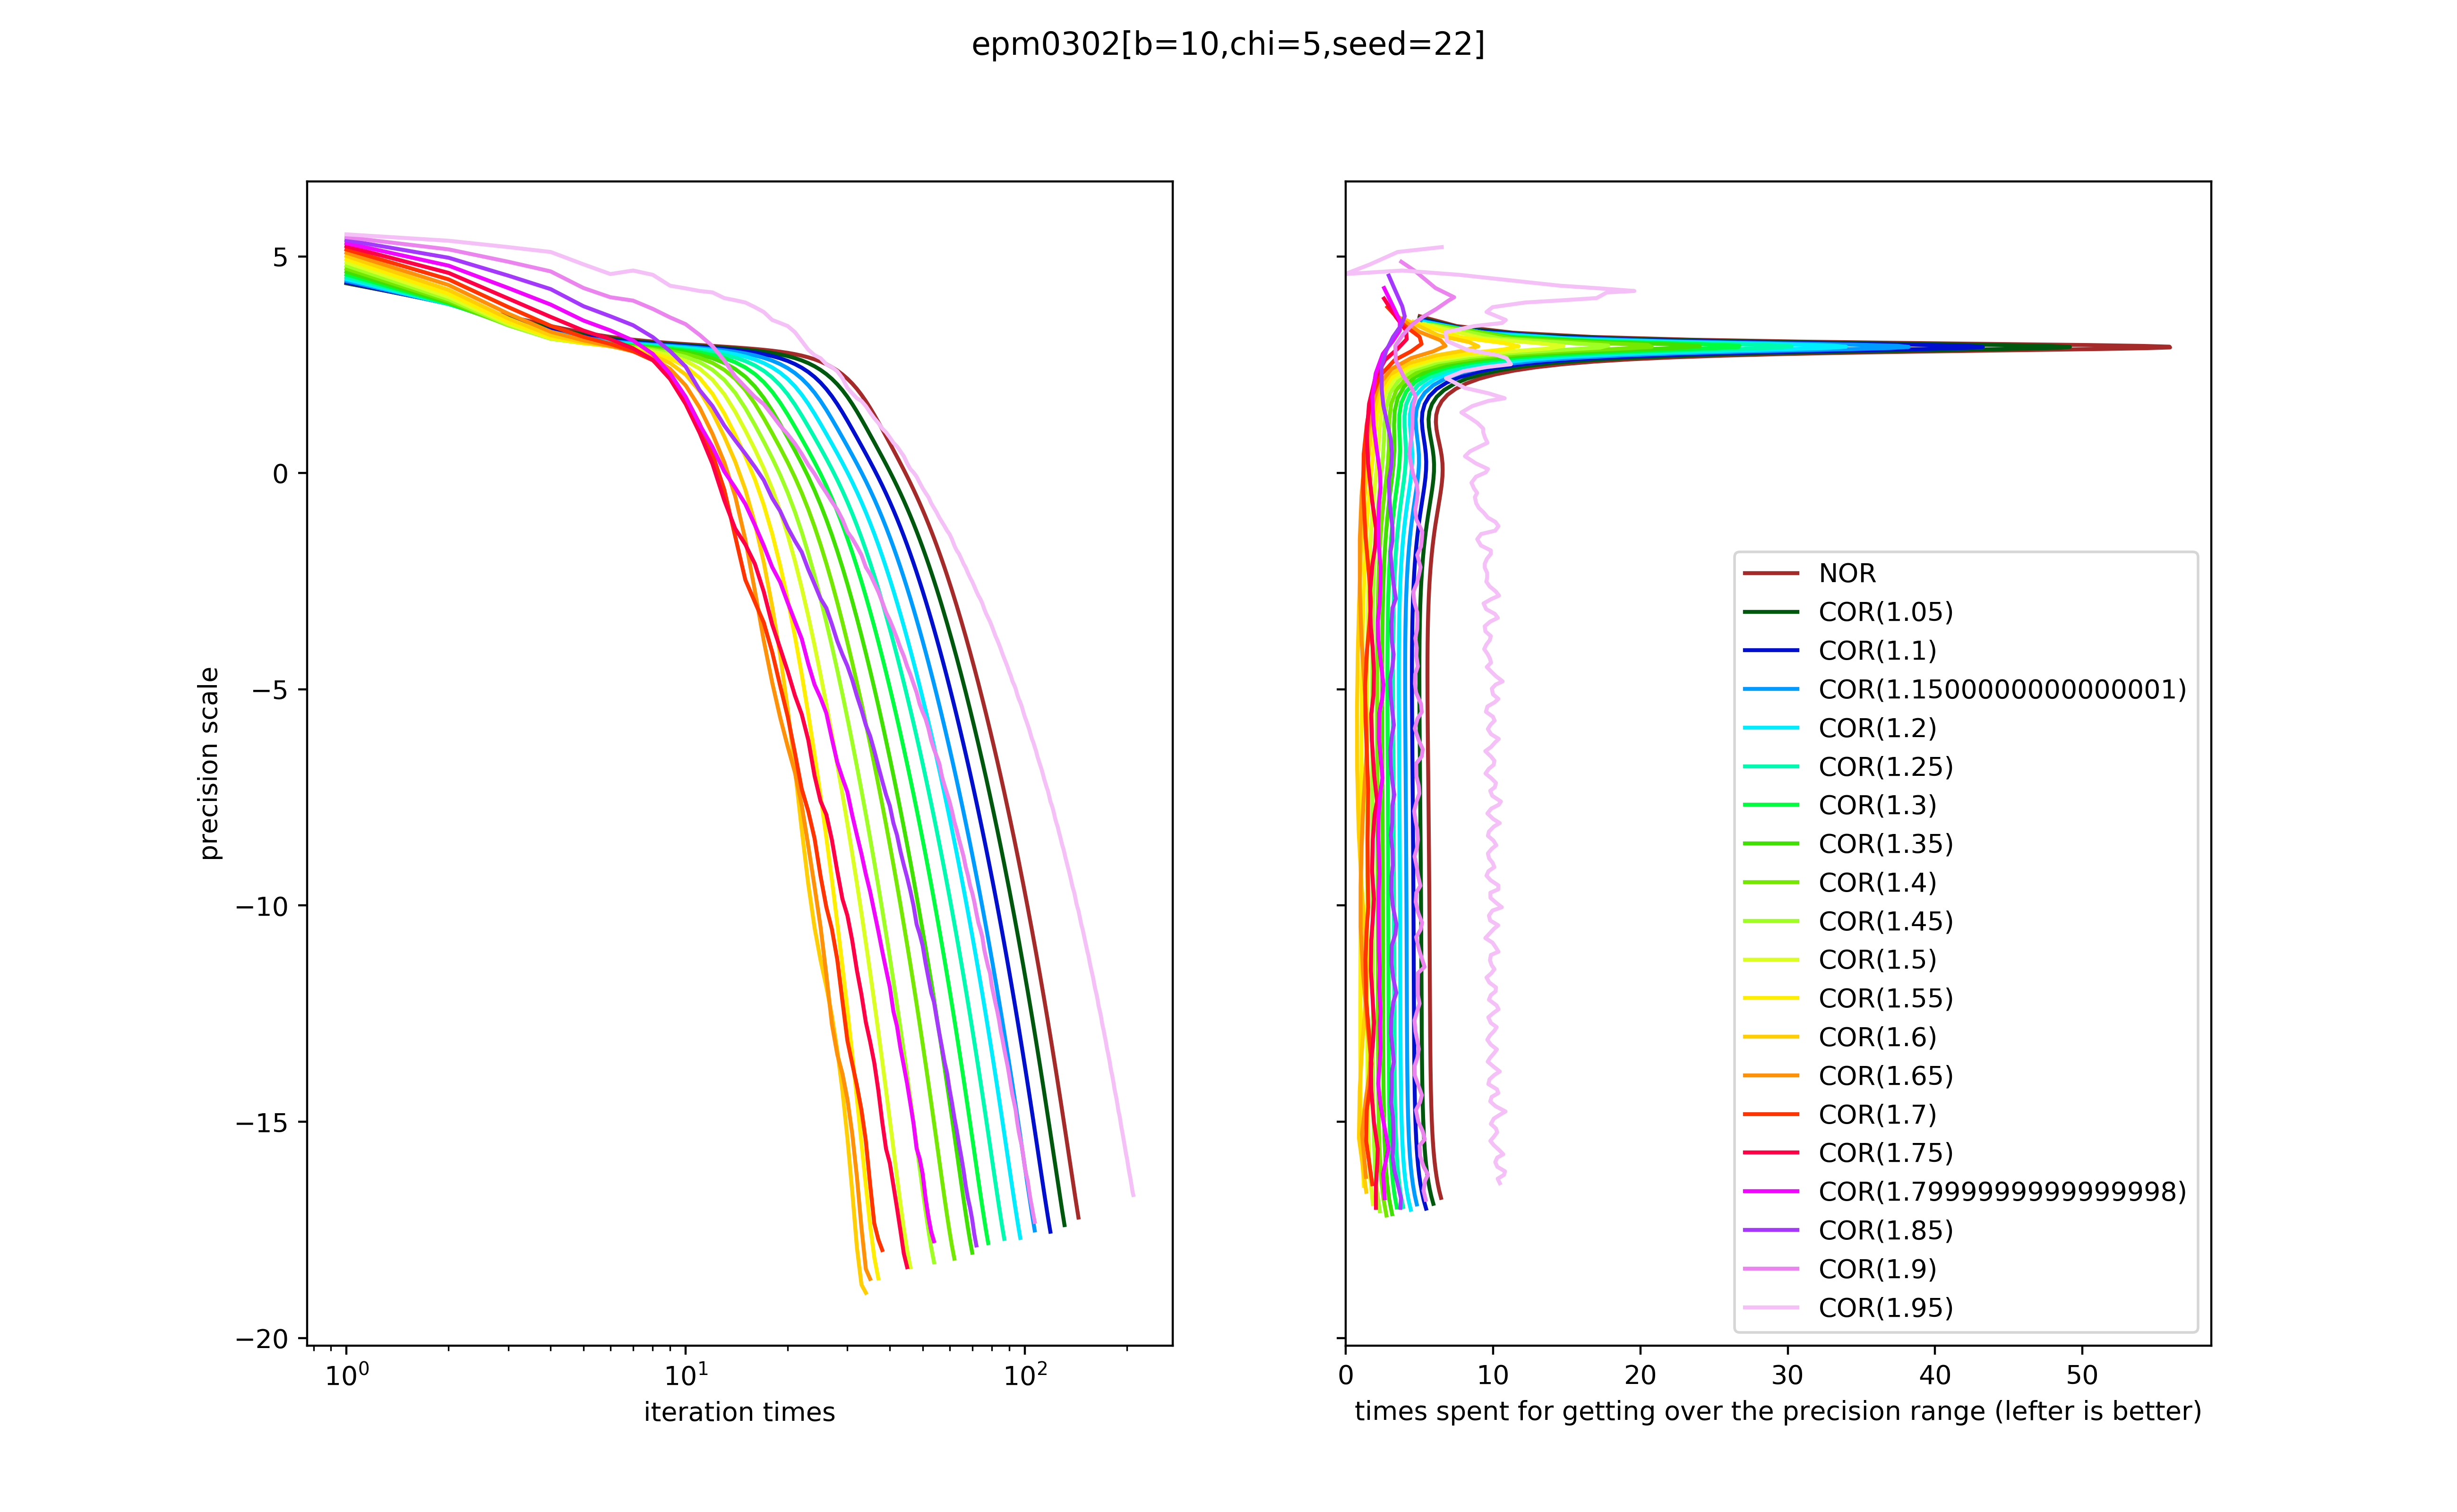 epm0302[b=10,chi=5,seed=22]
precision scale
5
0
−5
−10
−15
−20
10⁰ 10¹ 10²
iteration times
0 10 20 30 40 50
times spent for getting over the precision range (lefter is better)
NOR
COR(1.05)
COR(1.1)
COR(1.1500000000000001)
COR(1.2)
COR(1.25)
COR(1.3)
COR(1.35)
COR(1.4)
COR(1.45)
COR(1.5)
COR(1.55)
COR(1.6)
COR(1.65)
COR(1.7)
COR(1.75)
COR(1.7999999999999998)
COR(1.85)
COR(1.9)
COR(1.95)